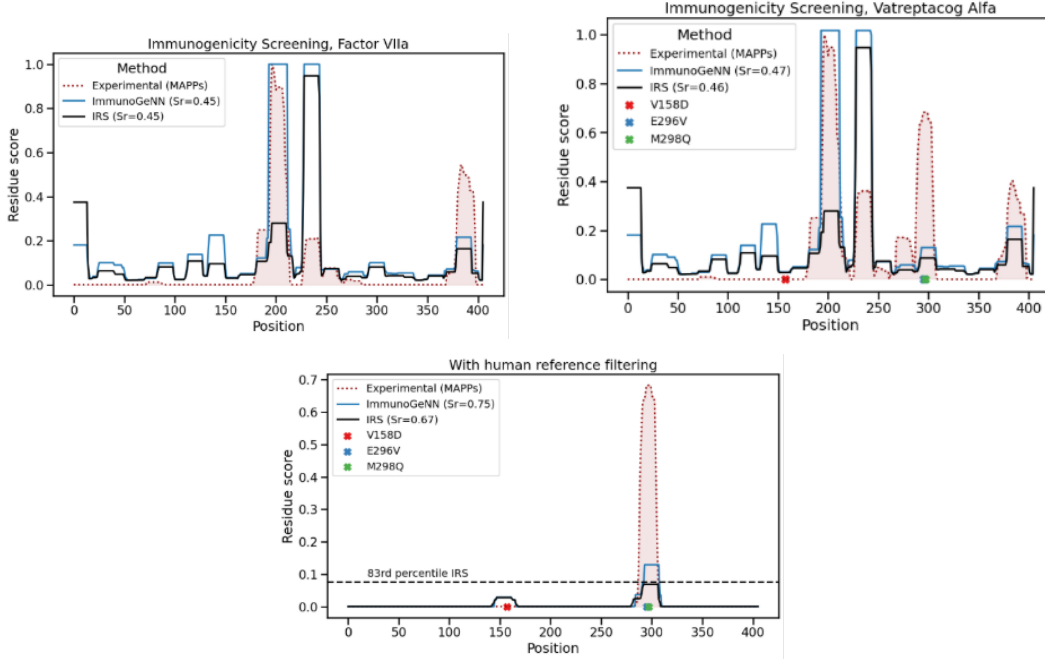 Immunogenicity Screening, Factor VIIa
Method
Experimental (MAPPs)
ImmunoGeNN (Sr=0.45)
IRS (Sr=0.45)
Residue score
1.0
0.8
0.6
0.4
0.2
0.0
0 50 100 150 200 250 300 350 400
Position
Immunogenicity Screening, Vatreptacog Alfa
Method
Experimental (MAPPs)
ImmunoGeNN (Sr=0.47)
IRS (Sr=0.46)
V158D
E296V
M298Q
Residue score
1.0
0.8
0.6
0.4
0.2
0.0
0 50 100 150 200 250 300 350 400
Position
With human reference filtering
Experimental (MAPPs)
ImmunoGeNN (Sr=0.75)
IRS (Sr=0.67)
V158D
E296V
M298Q
83rd percentile IRS
Residue score
0.7
0.6
0.5
0.4
0.3
0.2
0.1
0.0
0 50 100 150 200 250 300 350 400
Position